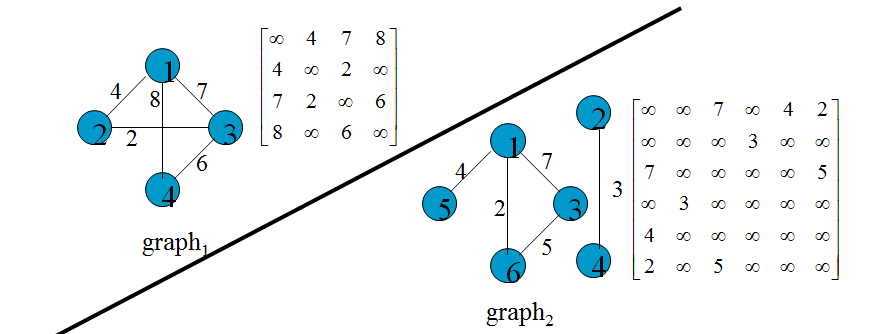 1
2
3
4
4
8
7
2
6
graph1
∞ 4 7 8
4 ∞ 2 ∞
7 2 ∞ 6
8 ∞ 6 ∞
1
5
3
6
2
4
4
7
2
5
3
graph2
∞ ∞ 7 ∞ 4 2
∞ ∞ ∞ 3 ∞ ∞
7 ∞ ∞ ∞ ∞ 5
∞ 3 ∞ ∞ ∞ ∞
4 ∞ ∞ ∞ ∞ ∞
2 ∞ 5 ∞ ∞ ∞